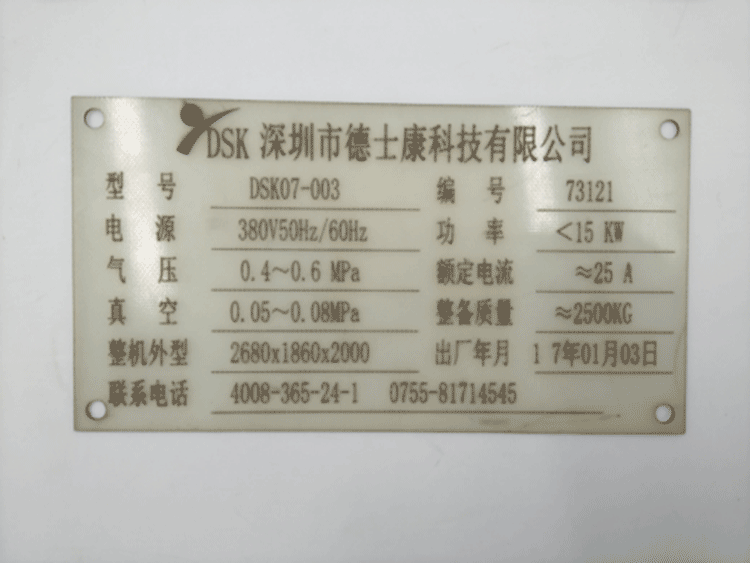 DSK 深圳市德士康科技有限公司
型 号 DSK07-003 编 号 73121
电 源 380V50Hz/60Hz 功 率 <15 KW
气 压 0.4~0.6 MPa 额定电流 ≈25 A
真 空 0.05~0.08MPa 整备质量 ≈2500KG
整机外型 2680x1860x2000 出厂年月 1 7年01月03日
联系电话 4008-365-24-1 0755-81714545